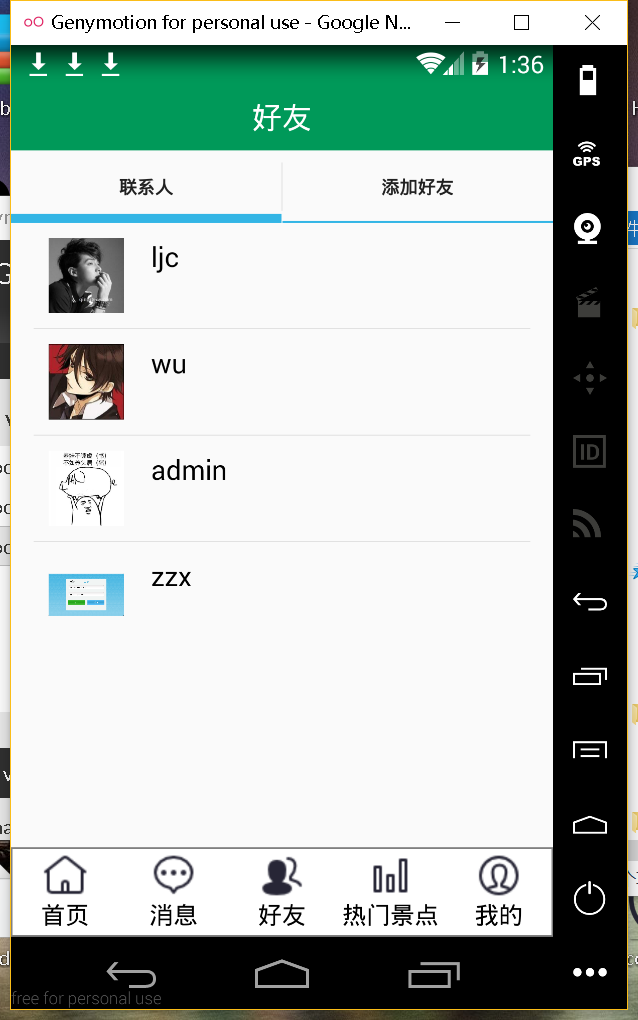 Genymotion for personal use - Google N...
1:36
好友
GPS
联系人
添加好友
ljc
wu
admin
ID
zzx
首页
消息
好友
热门景点
我的
free for personal use